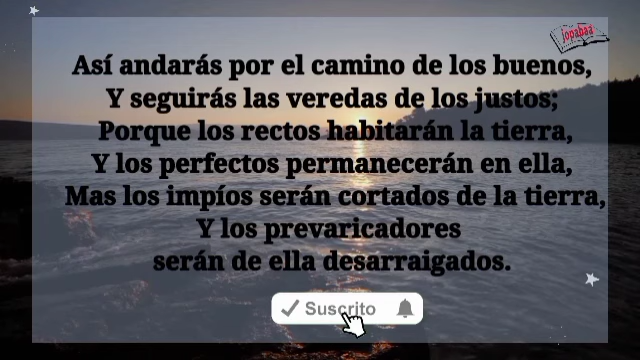 jopabaa
Así andarás por el camino de los buenos,
Y seguirás las veredas de los justos;
Porque los rectos habitarán la tierra,
Y los perfectos permanecerán en ella,
Mas los impíos serán cortados de la tierra,
Y los prevaricadores
serán de ella desarraigados.
Suscrito